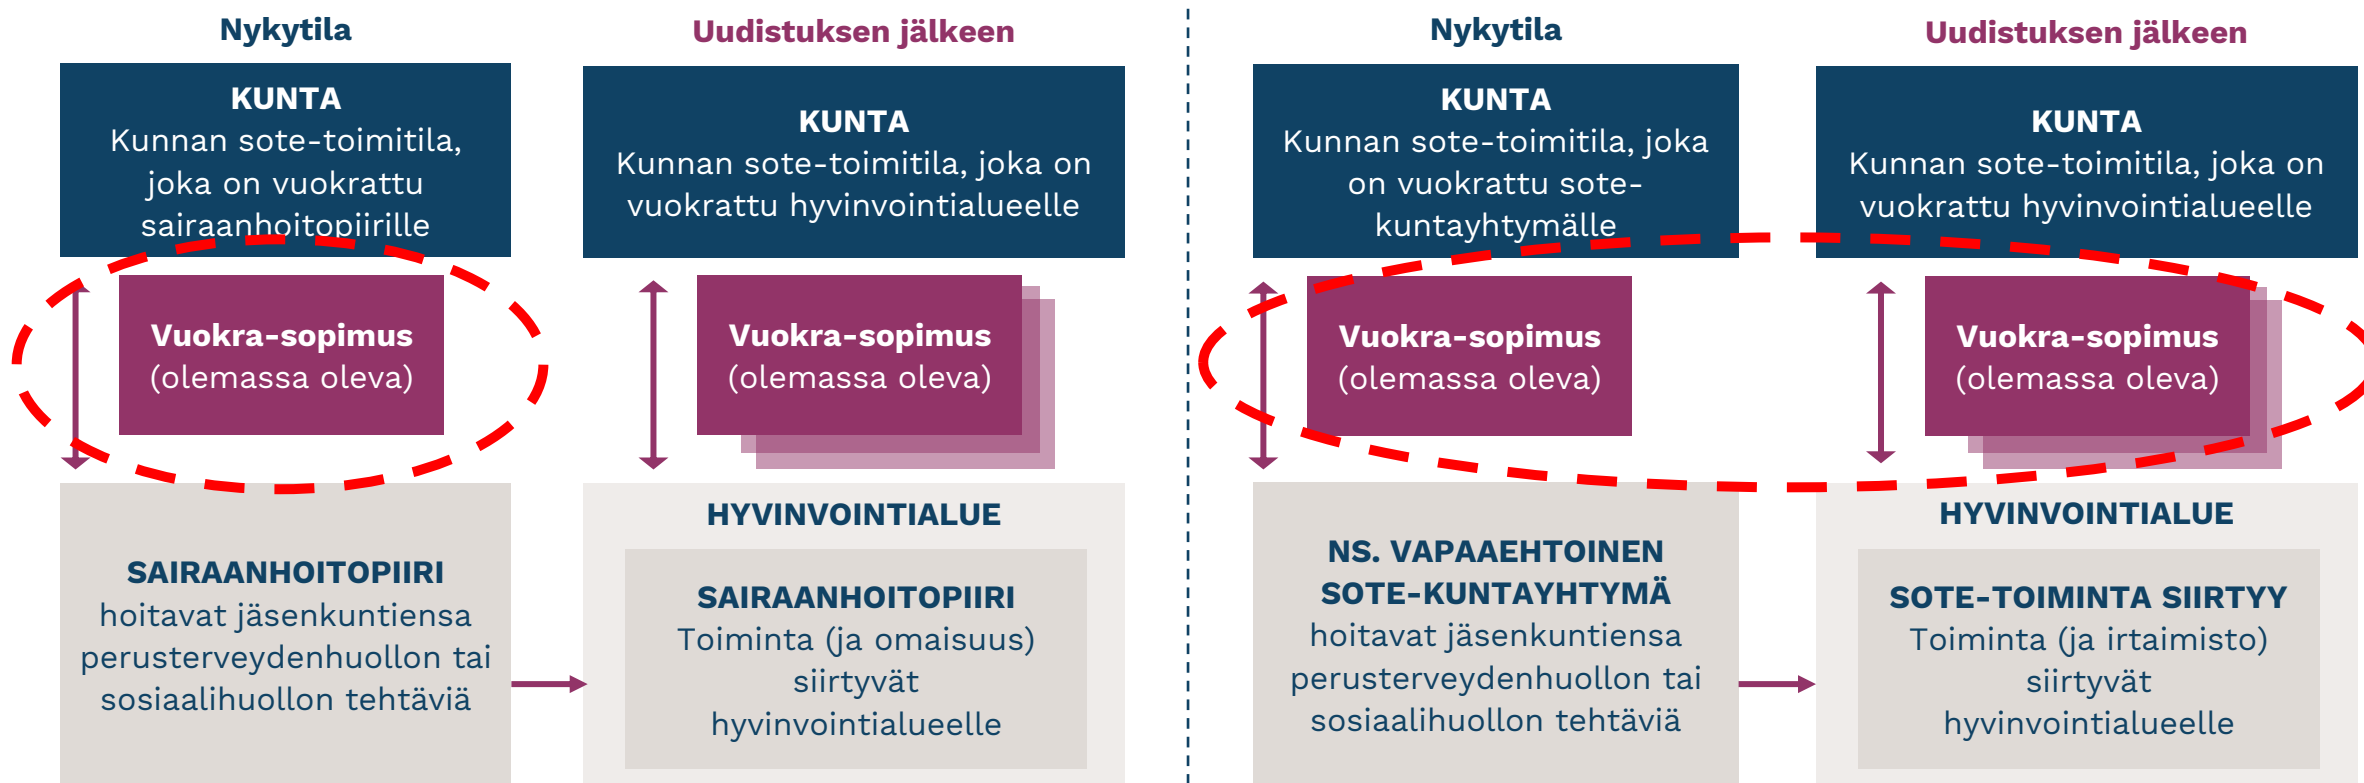 Nykytila
KUNTA
Kunnan sote-toimitila,
joka on vuokrattu
sairaanhoitopiirille
Vuokra-sopimus
(olemassa oleva)
SAIRAANHOITOPIIRI
hoitavat jäsenkuntiensa
perusterveydenhuollon tai
sosiaalihuollon tehtäviä
Uudistuksen jälkeen
KUNTA
Kunnan sote-toimitila, joka on
vuokrattu hyvinvointialueelle
Vuokra-sopimus
(olemassa oleva)
HYVINVOINTIALUE
SAIRAANHOITOPIIRI
Toiminta (ja omaisuus)
siirtyvät
hyvinvointialueelle
Nykytila
KUNTA
Kunnan sote-toimitila, joka
on vuokrattu sote-
kuntayhtymälle
Vuokra-sopimus
(olemassa oleva)
NS. VAPAAEHTOINEN
SOTE-KUNTAYHTYMÄ
hoitavat jäsenkuntiensa
perusterveydenhuollon tai
sosiaalihuollon tehtäviä
Uudistuksen jälkeen
KUNTA
Kunnan sote-toimitila, joka on
vuokrattu hyvinvointialueelle
Vuokra-sopimus
(olemassa oleva)
HYVINVOINTIALUE
SOTE-TOIMINTA SIIRTYY
Toiminta (ja irtaimisto)
siirtyvät
hyvinvointialueelle